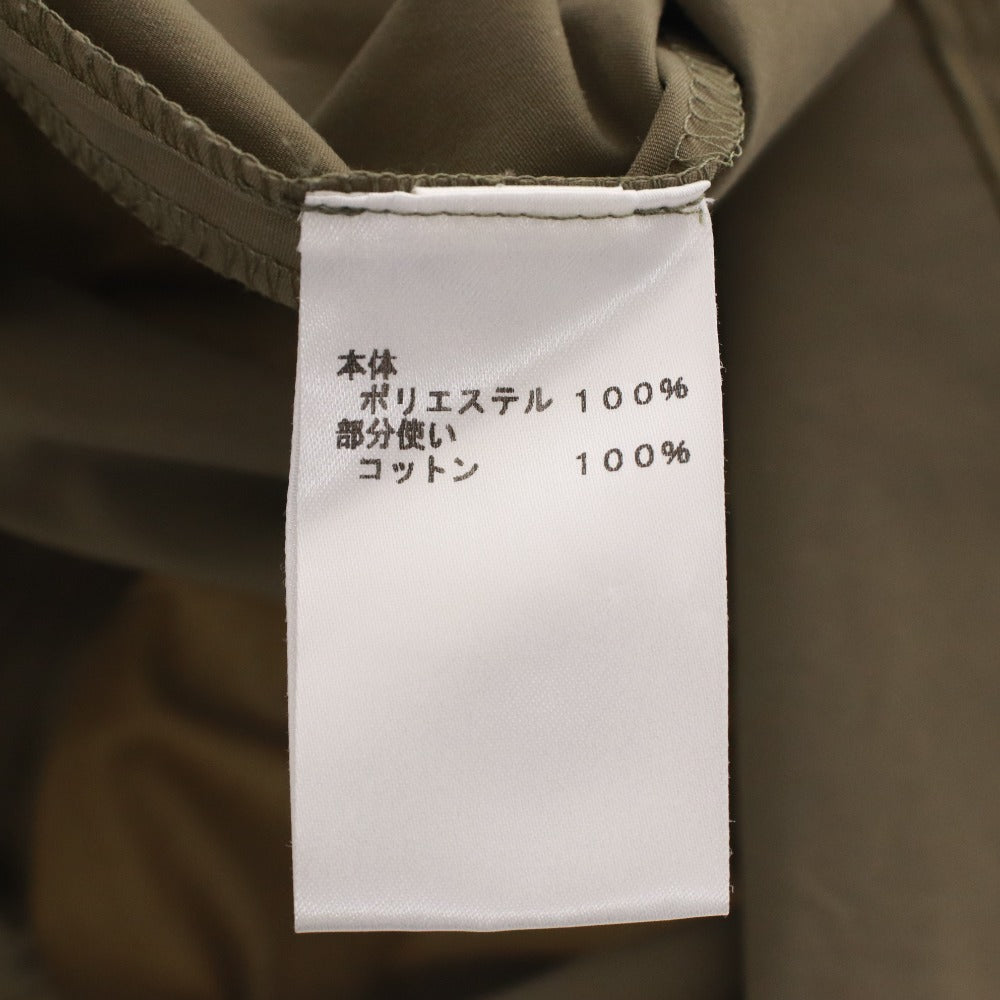 本体
ポリエステル 100%
部分使い
コットン 100%